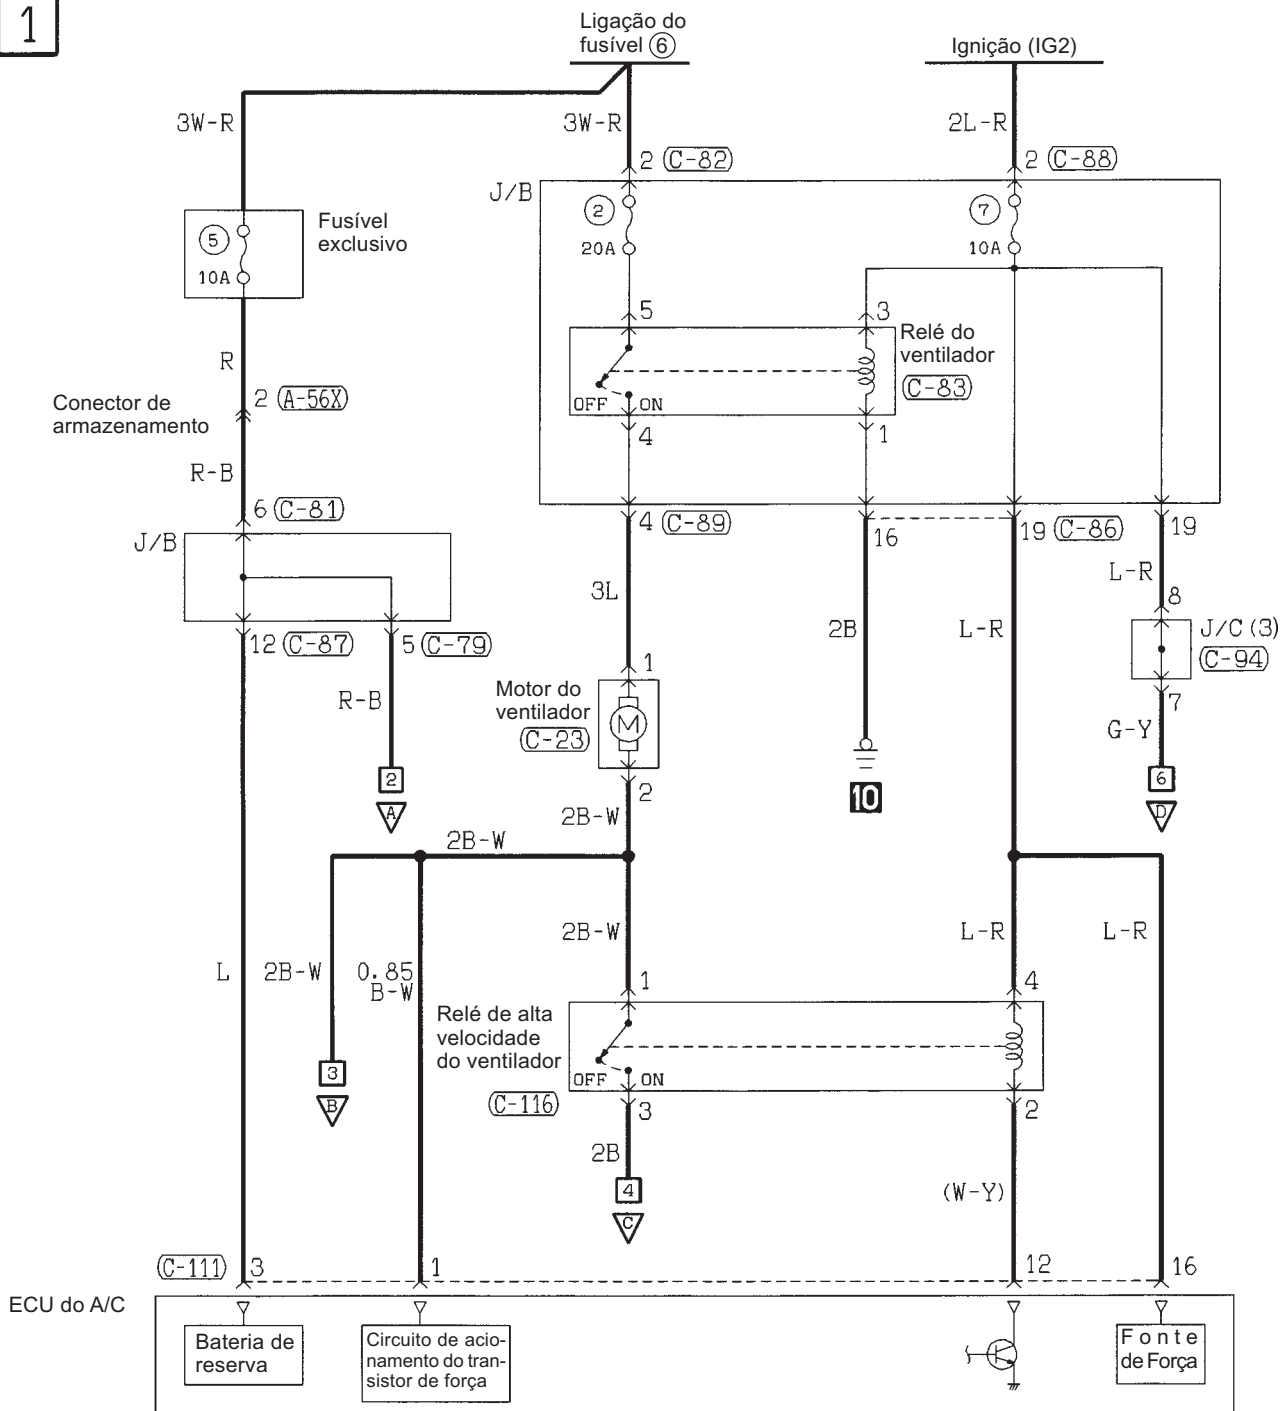 1
Ligação do
fusível ⑥
Ignição (IG2)
3W-R
3W-R
2L-R
2 (C-82)
2 (C-88)
J/B
Fusível
exclusivo
⑤
10A
②
20A
⑦
10A
5
3
Relé do
ventilador
(C-83)
OFF
ON
4
1
R
2 (A-56X)
Conector de
armazenamento
R-B
6 (C-81)
J/B
4 (C-89)
16
19 (C-86)
19
L-R
8
J/C (3)
(C-94)
7
G-Y
6
D
12 (C-87)
5 (C-79)
R-B
2
A
3L
1
Motor do
ventilador
(C-23)
M
2
2B-W
2B
10
L-R
2B-W
L
2B-W
0.85
B-W
2B-W
L-R
L-R
1
4
Relé de alta
velocidade
do ventilador
(C-116)
OFF
ON
3
2
3
B
2B
4
C
(W-Y)
(C-111)
3
1
12
16
ECU do A/C
Bateria de
reserva
Circuito de acio-
namento do tran-
sistor de força
Fonte
de Força